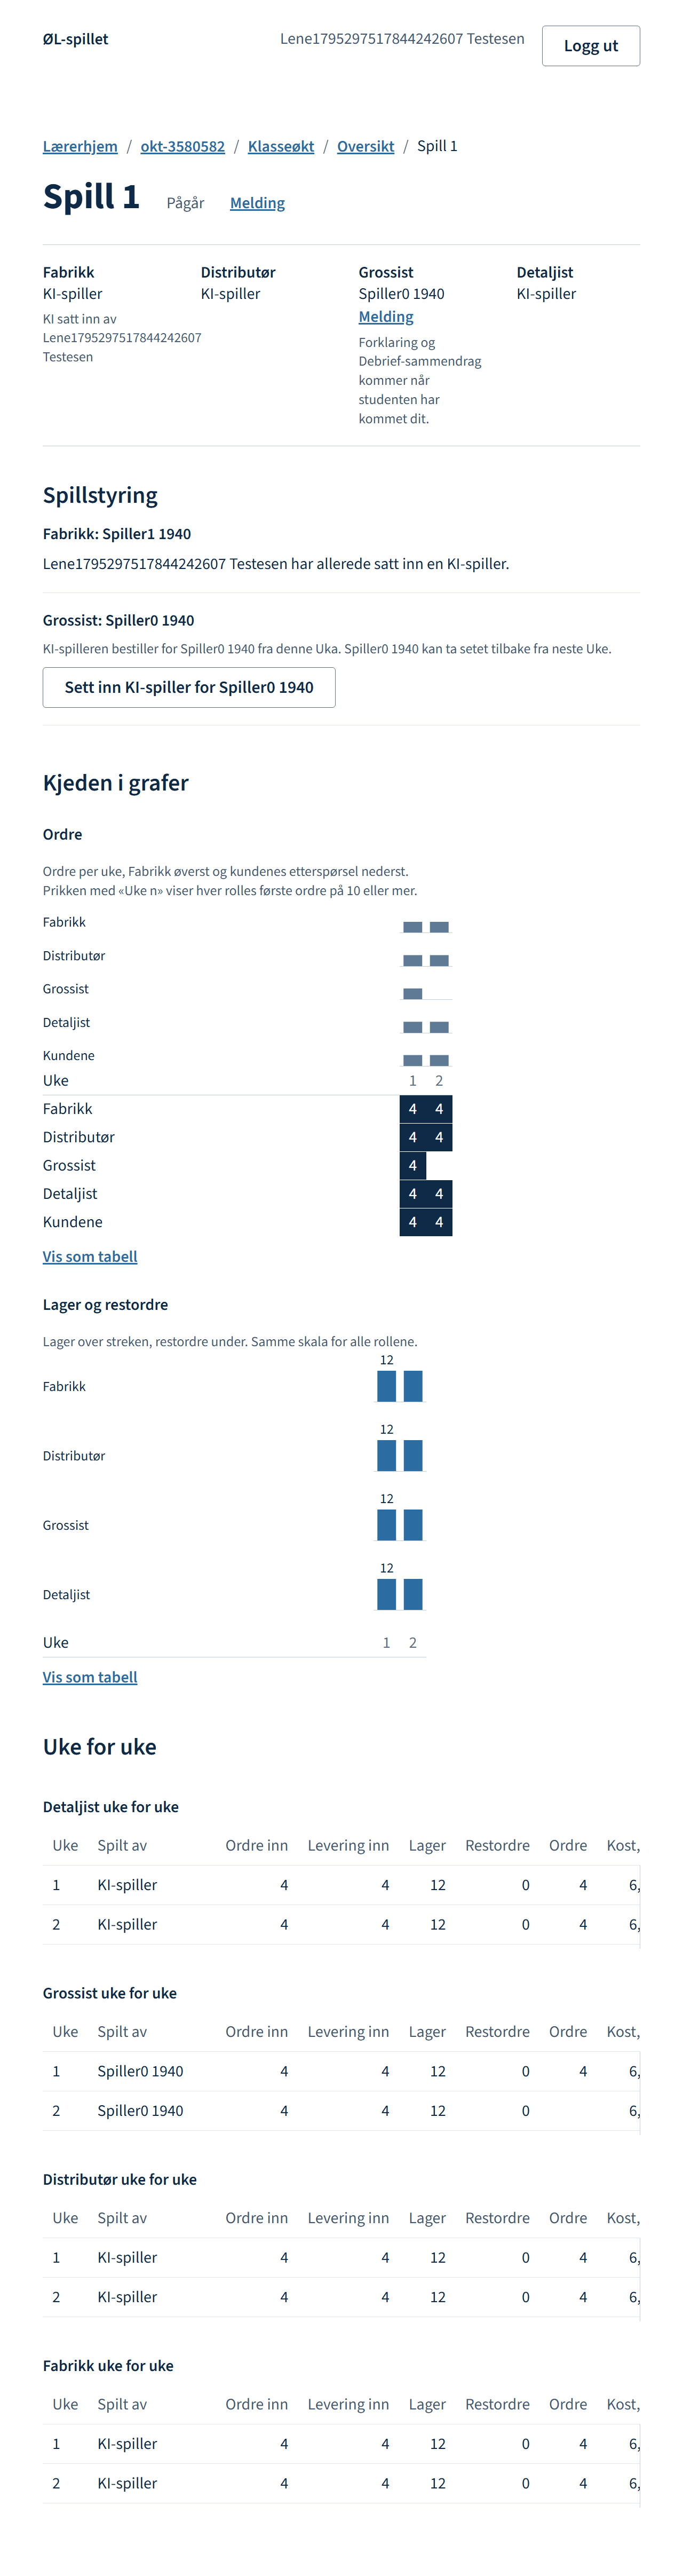 ØL-spillet
Lene1795297517844242607 Testesen
Logg ut
Lærerhjem / okt-3580582 / Klasseøkt / Oversikt / Spill 1
Spill 1 Pågår Melding
Fabrikk
KI-spiller
KI satt inn av
Lene1795297517844242607
Testesen
Distributør
KI-spiller
Grossist
Spiller0 1940
Melding
Forklaring og
Debrief-sammendrag
kommer når
studenten har
kommet dit.
Detaljist
KI-spiller
Spillstyring
Fabrikk: Spiller1 1940
Lene1795297517844242607 Testesen har allerede satt inn en KI-spiller.
Grossist: Spiller0 1940
KI-spilleren bestiller for Spiller0 1940 fra denne Uka. Spiller0 1940 kan ta setet tilbake fra neste Uke.
Sett inn KI-spiller for Spiller0 1940
Kjeden i grafer
Ordre
Ordre per uke, Fabrikk øverst og kundenes etterspørsel nederst.
Prikken med «Uke n» viser hver rolles første ordre på 10 eller mer.
Fabrikk
Distributør
Grossist
Detaljist
Kundene
Uke 1 2
Fabrikk 4 4
Distributør 4 4
Grossist 4
Detaljist 4 4
Kundene 4 4
Vis som tabell
Lager og restordre
Lager over streken, restordre under. Samme skala for alle rollene.
12
Fabrikk
12
Distributør
12
Grossist
12
Detaljist
Uke 1 2
Vis som tabell
Uke for uke
Detaljist uke for uke
Uke Spilt av Ordre inn Levering inn Lager Restordre Ordre Kost,
1 KI-spiller 4 4 12 0 4 6,
2 KI-spiller 4 4 12 0 4 6,
Grossist uke for uke
Uke Spilt av Ordre inn Levering inn Lager Restordre Ordre Kost,
1 Spiller0 1940 4 4 12 0 4 6,
2 Spiller0 1940 4 4 12 0 6,
Distributør uke for uke
Uke Spilt av Ordre inn Levering inn Lager Restordre Ordre Kost,
1 KI-spiller 4 4 12 0 4 6,
2 KI-spiller 4 4 12 0 4 6,
Fabrikk uke for uke
Uke Spilt av Ordre inn Levering inn Lager Restordre Ordre Kost,
1 KI-spiller 4 4 12 0 4 6,
2 KI-spiller 4 4 12 0 4 6,